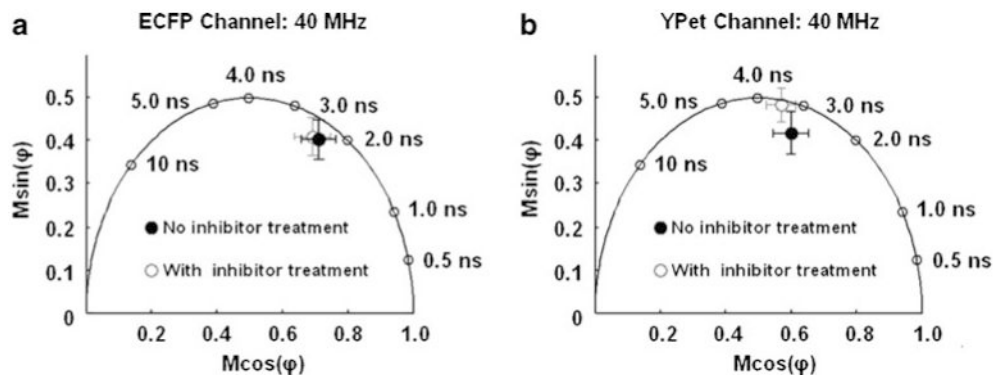 a
ECFP Channel: 40 MHz
Msin(φ)
0.5
0.4
0.3
0.2
0.1
0
4.0 ns
5.0 ns
3.0 ns
2.0 ns
10 ns
1.0 ns
0.5 ns
No inhibitor treatment
With inhibitor treatment
0.2
0.4
0.6
0.8
1.0
Mcos(φ)
b
YPet Channel: 40 MHz
Msin(φ)
0.5
0.4
0.3
0.2
0.1
0
4.0 ns
5.0 ns
3.0 ns
2.0 ns
10 ns
1.0 ns
0.5 ns
No inhibitor treatment
With inhibitor treatment
0.2
0.4
0.6
0.8
1.0
Mcos(φ)